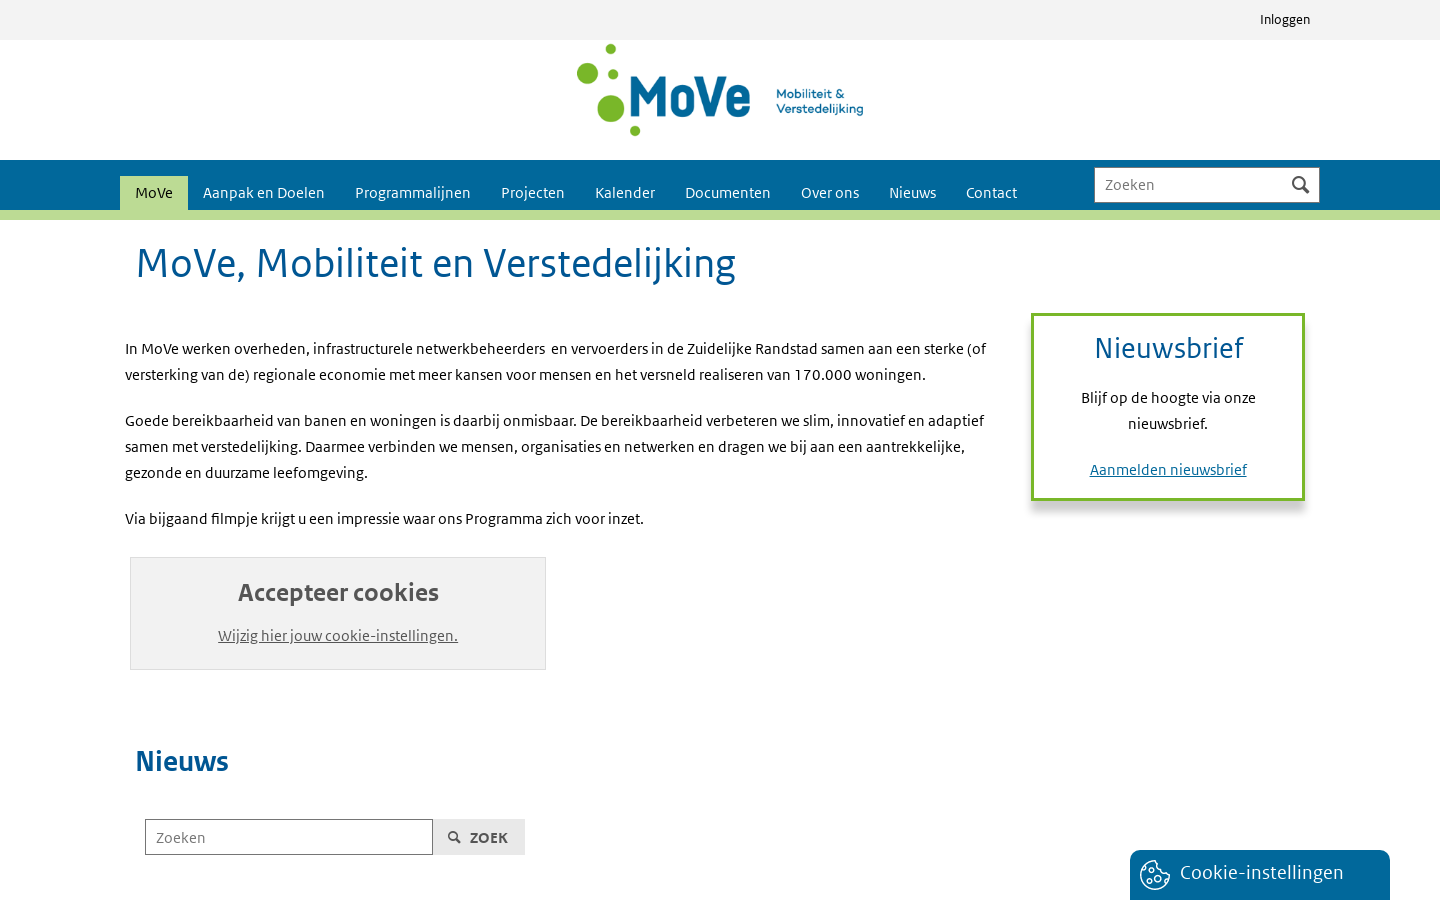 Inloggen
MoVe
Mobiliteit &
Verstedelijking
MoVe Aanpak en Doelen Programmalijnen Projecten Kalender Documenten Over ons Nieuws Contact
Zoeken
MoVe, Mobiliteit en Verstedelijking
In MoVe werken overheden, infrastructurele netwerkbeheerders en vervoerders in de Zuidelijke Randstad samen aan een sterke (of
versterking van de) regionale economie met meer kansen voor mensen en het versneld realiseren van 170.000 woningen.
Goede bereikbaarheid van banen en woningen is daarbij onmisbaar. De bereikbaarheid verbeteren we slim, innovatief en adaptief
samen met verstedelijking. Daarmee verbinden we mensen, organisaties en netwerken en dragen we bij aan een aantrekkelijke,
gezonde en duurzame leefomgeving.
Via bijgaand filmpje krijgt u een impressie waar ons Programma zich voor inzet.
Nieuwsbrief
Blijf op de hoogte via onze
nieuwsbrief.
Aanmelden nieuwsbrief
Accepteer cookies
Wijzig hier jouw cookie-instellingen.
Nieuws
Zoeken
ZOEK
Cookie-instellingen